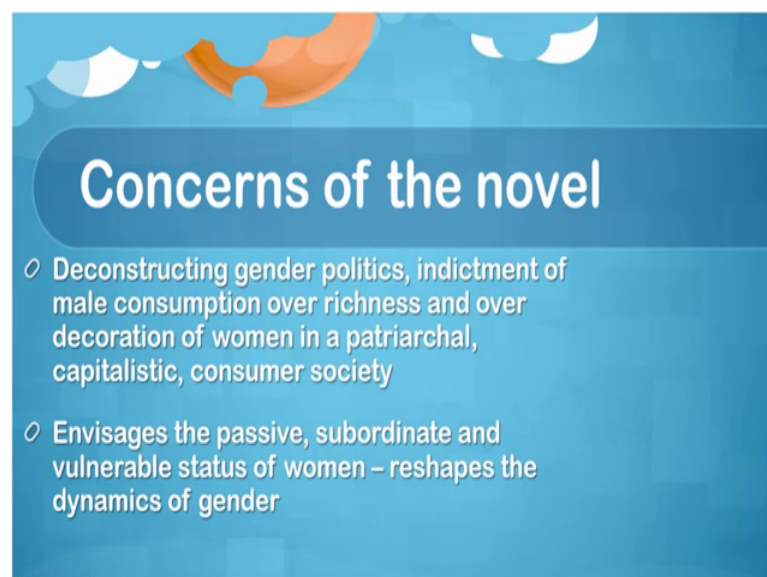 Concerns of the novel
Deconstructing gender politics, indictment of
male consumption over richness and over
decoration of women in a patriarchal,
capitalistic, consumer society
Envisages the passive, subordinate and
vulnerable status of women – reshapes the
dynamics of gender